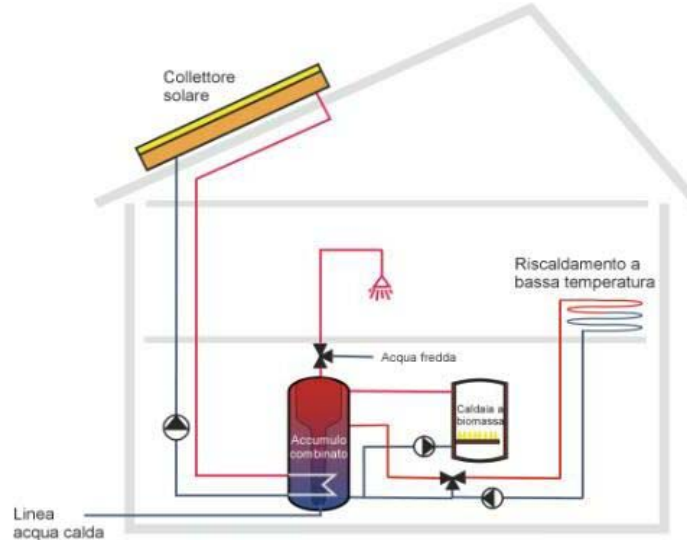 Collettore
solare
Riscaldamento a
bassa temperatura
Acqua fredda
Caldaia a
biomassa
Accumulo
combinato
Linea
acqua calda